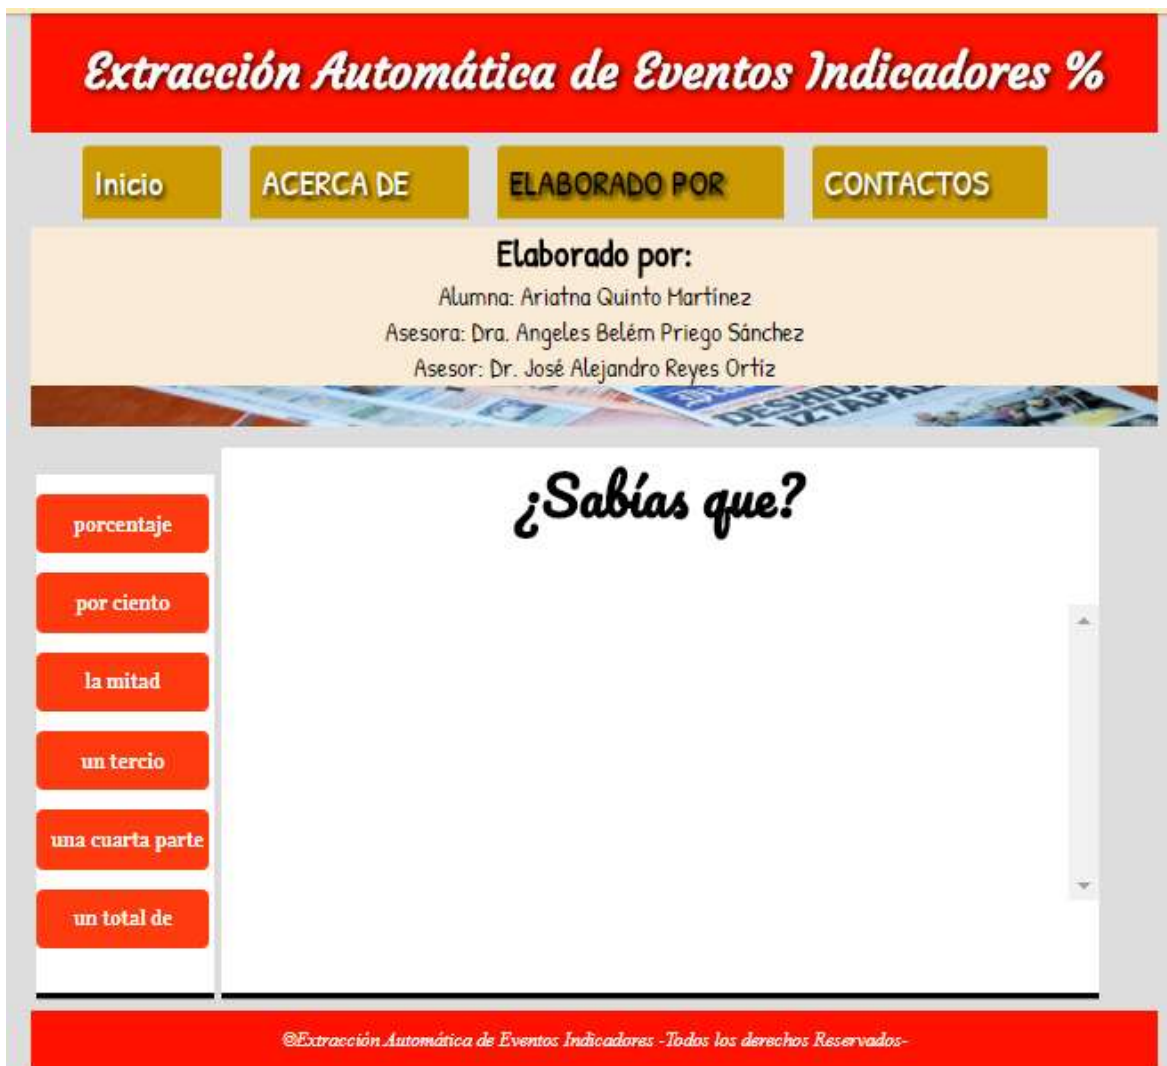 Extracción Automática de Eventos Indicadores %
Inicio
ACERCA DE
ELABORADO POR
CONTACTOS
Elaborado por:
Alumna: Ariatna Quinto Martínez
Asesora: Dra. Angeles Belém Priego Sánchez
Asesor: Dr. José Alejandro Reyes Ortíz
¿Sabías que?
porcentaje
por ciento
la mitad
un tercio
una cuarta parte
un total de
@Extracción Automática de Eventos Indicadores -Todos los derechos Reservados-